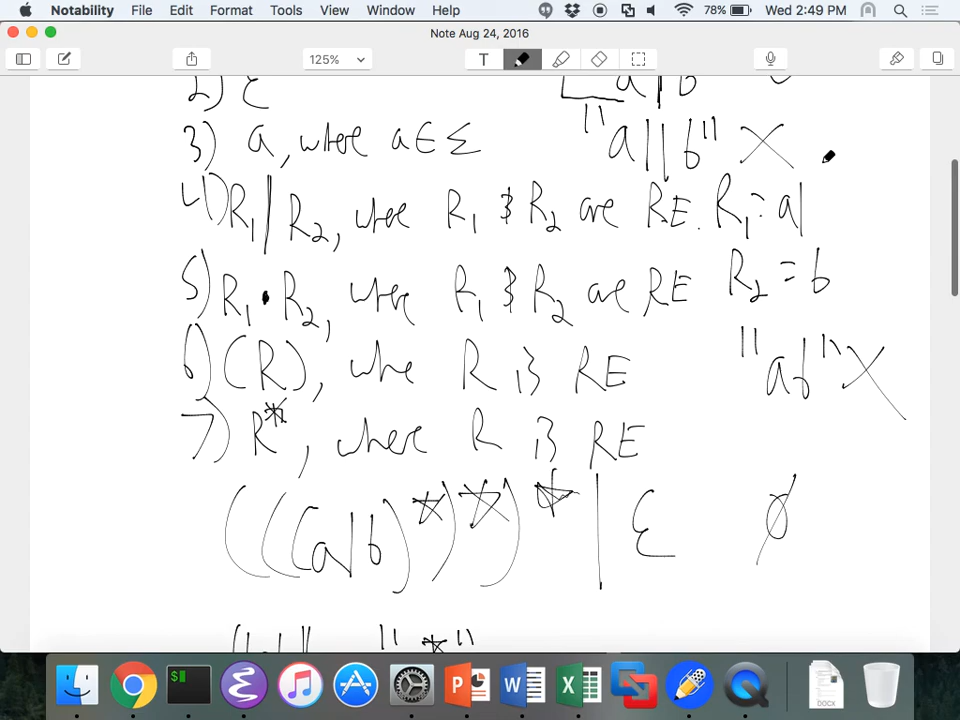 Notability File Edit Format Tools View Window Help 78% Wed 2:49 PM
Note Aug 24, 2016
125% T
2) ε a|b
3) a, where a ∈ Σ "a||b" X
4) R1 | R2, where R1 & R2 are RE. R1 = a|
5) R1 • R2, where R1 & R2 are RE R2 = b
6) (R), whe R is RE "ab" X
7) R*, where R is RE
(((a|b)*)*)* | ε ∅
"*"
$ P W X DOCX